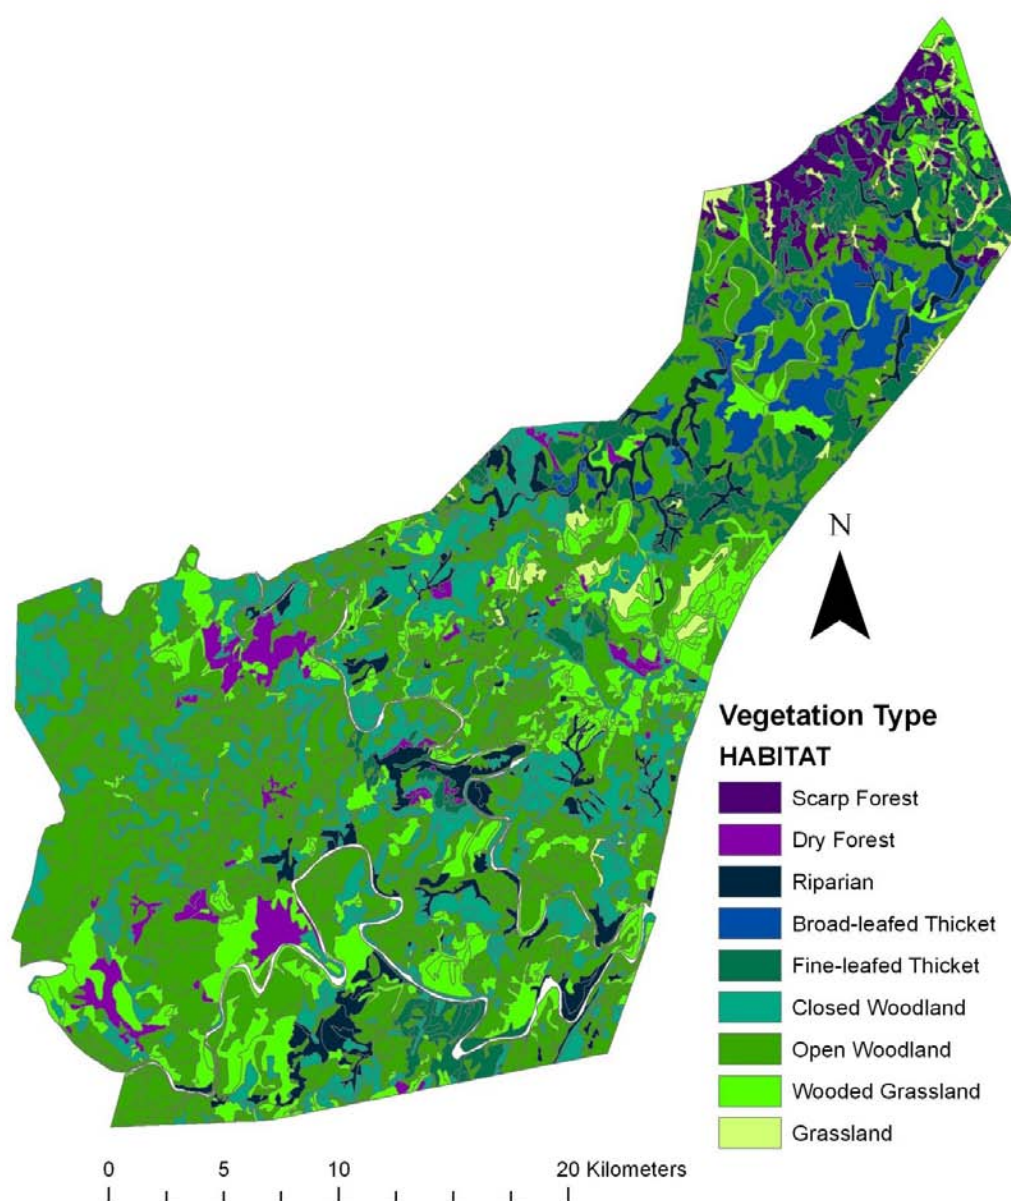 N
Vegetation Type
HABITAT
Scarp Forest
Dry Forest
Riparian
Broad-leafed Thicket
Fine-leafed Thicket
Closed Woodland
Open Woodland
Wooded Grassland
Grassland
0 5 10 20 Kilometers